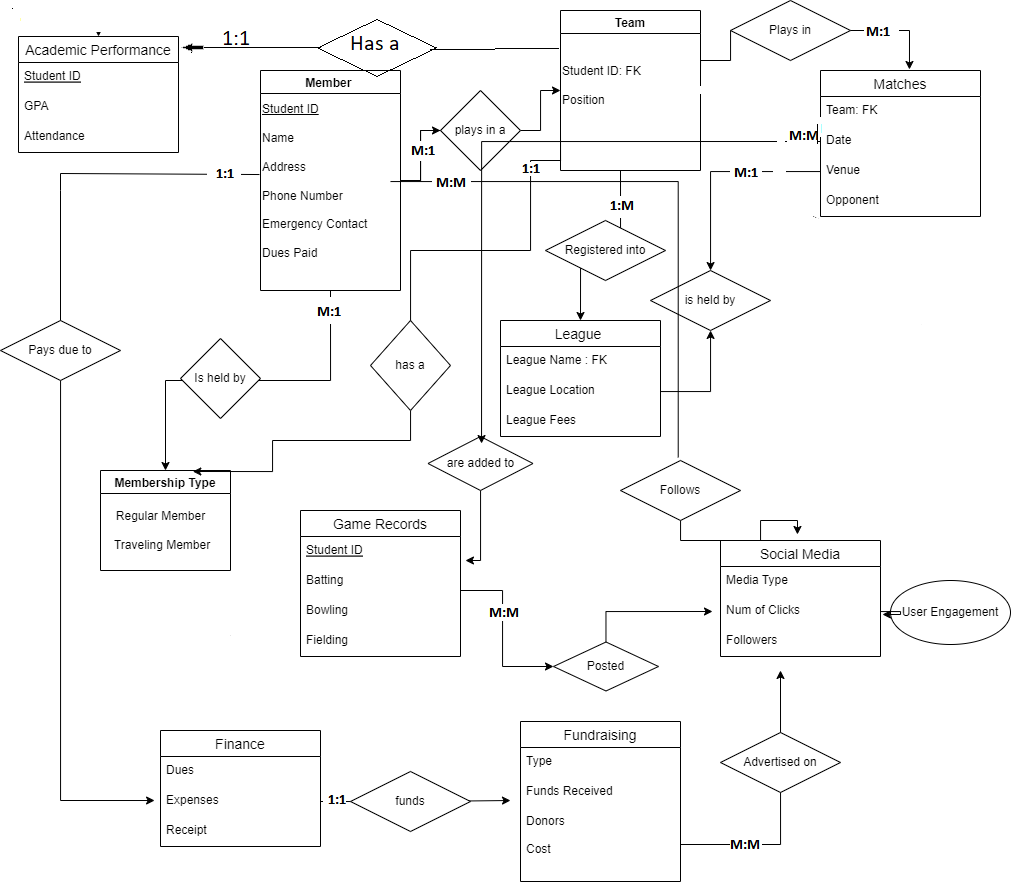 Academic Performance
Student ID
GPA
Attendance
1:1
Has a
Team
Student ID: FK
Position
Plays in
M:1
Matches
Team: FK
Date
Venue
Opponent
Member
Student ID
Name
Address
Phone Number
Emergency Contact
Dues Paid
plays in a
M:1
M:M
1:1
M:M
M:1
1:1
1:M
Registered into
is held by
League
League Name : FK
League Location
League Fees
M:1
Pays due to
Is held by
has a
are added to
Follows
Membership Type
Regular Member
Traveling Member
Game Records
Student ID
Batting
Bowling
Fielding
M:M
Posted
Social Media
Media Type
Num of Clicks
Followers
User Engagement
Finance
Dues
Expenses
Receipt
1:1
funds
Fundraising
Type
Funds Received
Donors
Cost
M:M
Advertised on